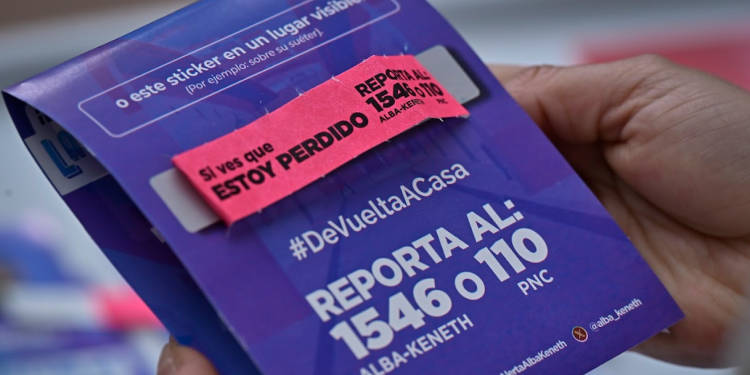 o este sticker en un lugar visible
(Por ejemplo: sobre su suéter).
Si ves que
ESTOY PERDIDO
REPORTA AL:
1546 o 110
ALBA-KENETH PNC
#DeVueltaACasa
REPORTA AL:
1546 o 110
ALBA-KENETH PNC
@alba_keneth